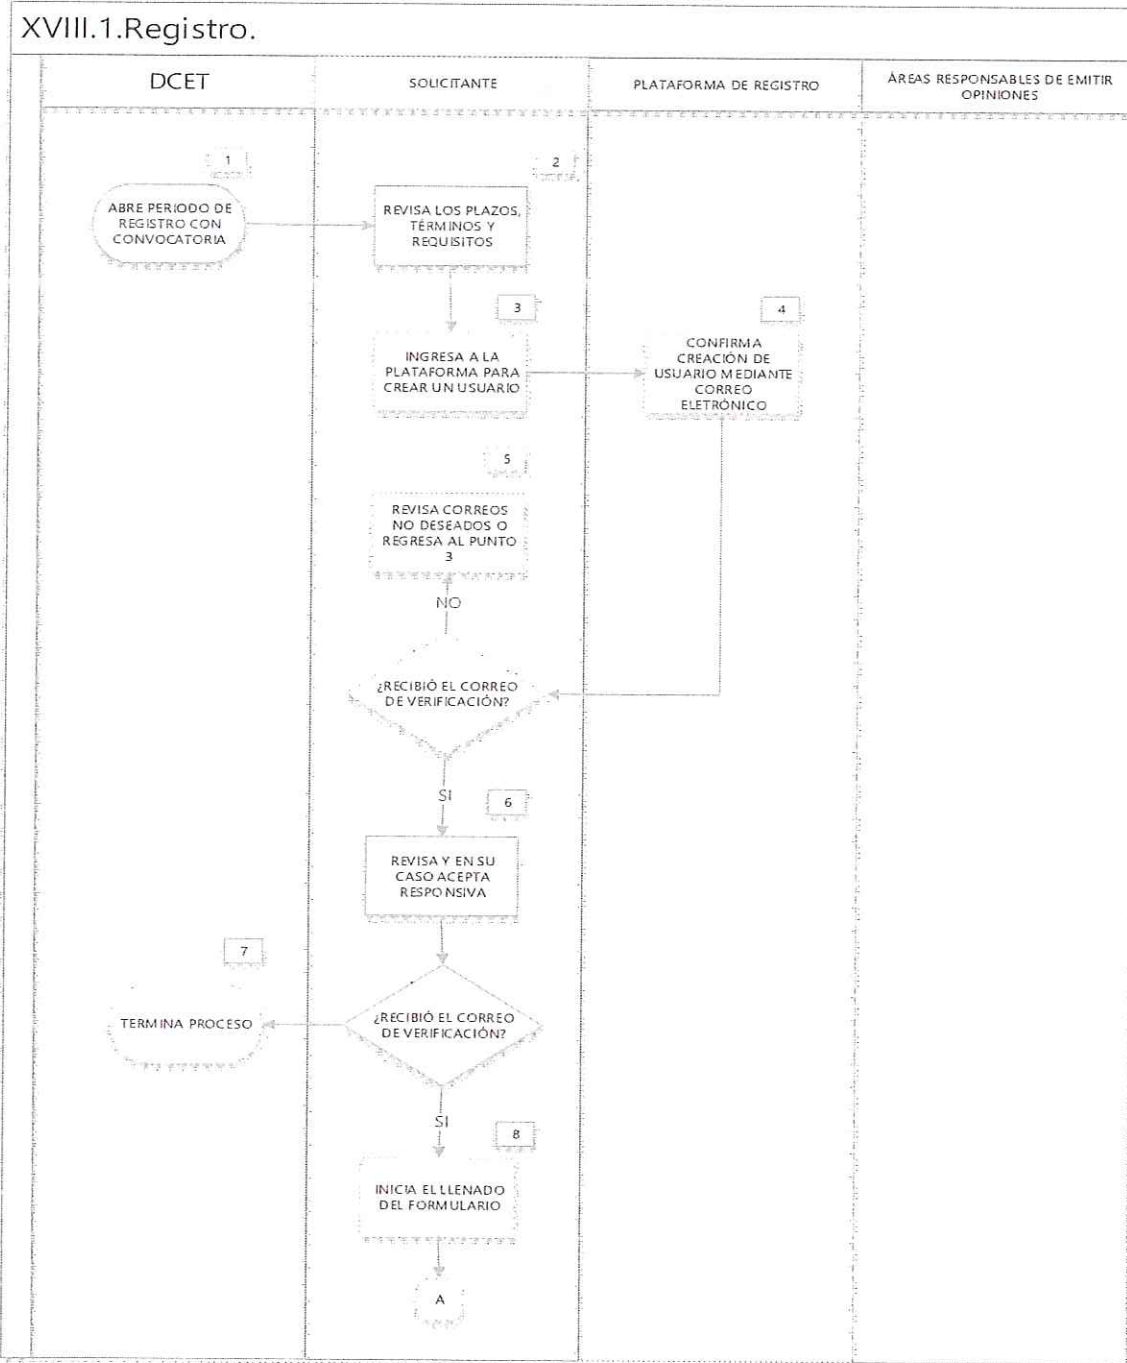 XVIII.1.Registro.
DCET
SOLICITANTE
PLATAFORMA DE REGISTRO
ÁREAS RESPONSABLES DE EMITIR
OPINIONES
1
ABRE PERIODO DE
REGISTRO CON
CONVOCATORIA
2
REVISA LOS PLAZOS,
TÉRMINOS Y
REQUISITOS
3
INGRESA A LA
PLATAFORMA PARA
CREAR UN USUARIO
4
CONFIRMA
CREACIÓN DE
USUARIO MEDIANTE
CORREO
ELETRÓNICO
5
REVISA CORREOS
NO DESEADOS O
REGRESA AL PUNTO
3
NO
¿RECIBIÓ EL CORREO
DE VERIFICACIÓN?
SI
6
REVISA Y EN SU
CASO ACEPTA
RESPONSIVA
7
TERMINA PROCESO
¿RECIBIÓ EL CORREO
DE VERIFICACIÓN?
SI
8
INICIA EL LLENADO
DEL FORMULARIO
A